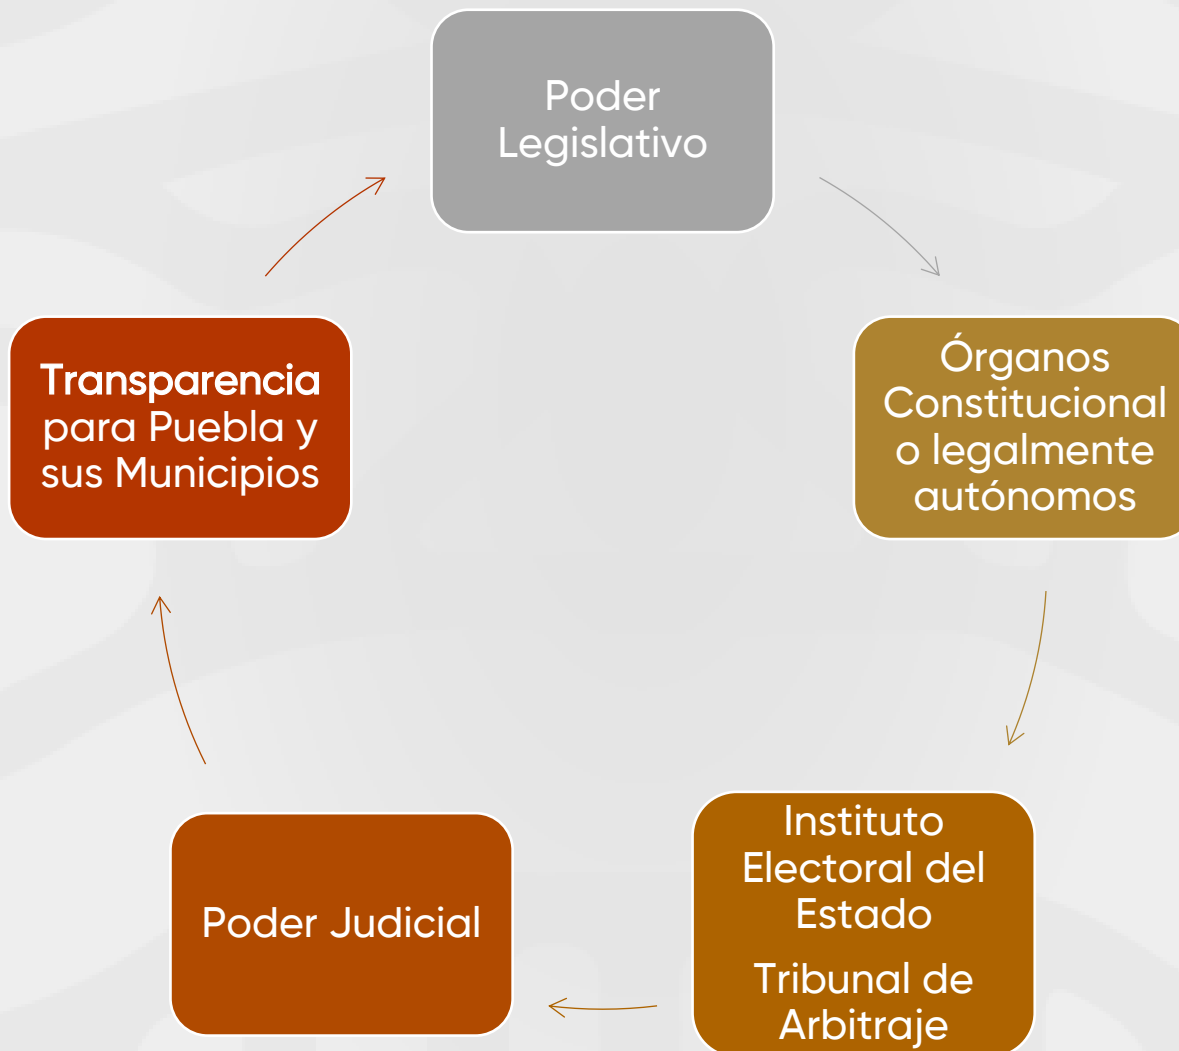 Poder
Legislativo
Órganos
Constitucional
o legalmente
autónomos
Instituto
Electoral del
Estado
Tribunal de
Arbitraje
Poder Judicial
Transparencia
para Puebla y
sus Municipios